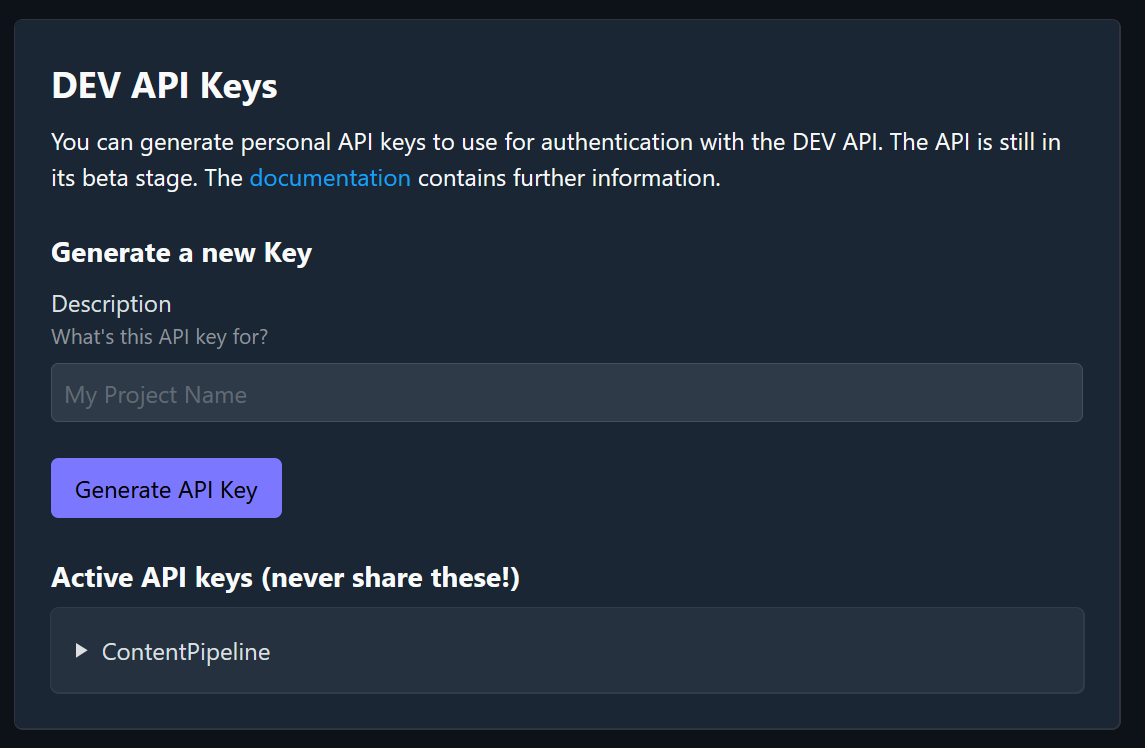 DEV API Keys
You can generate personal API keys to use for authentication with the DEV API. The API is still in
its beta stage. The documentation contains further information.
Generate a new Key
Description
What's this API key for?
My Project Name
Generate API Key
Active API keys (never share these!)
ContentPipeline